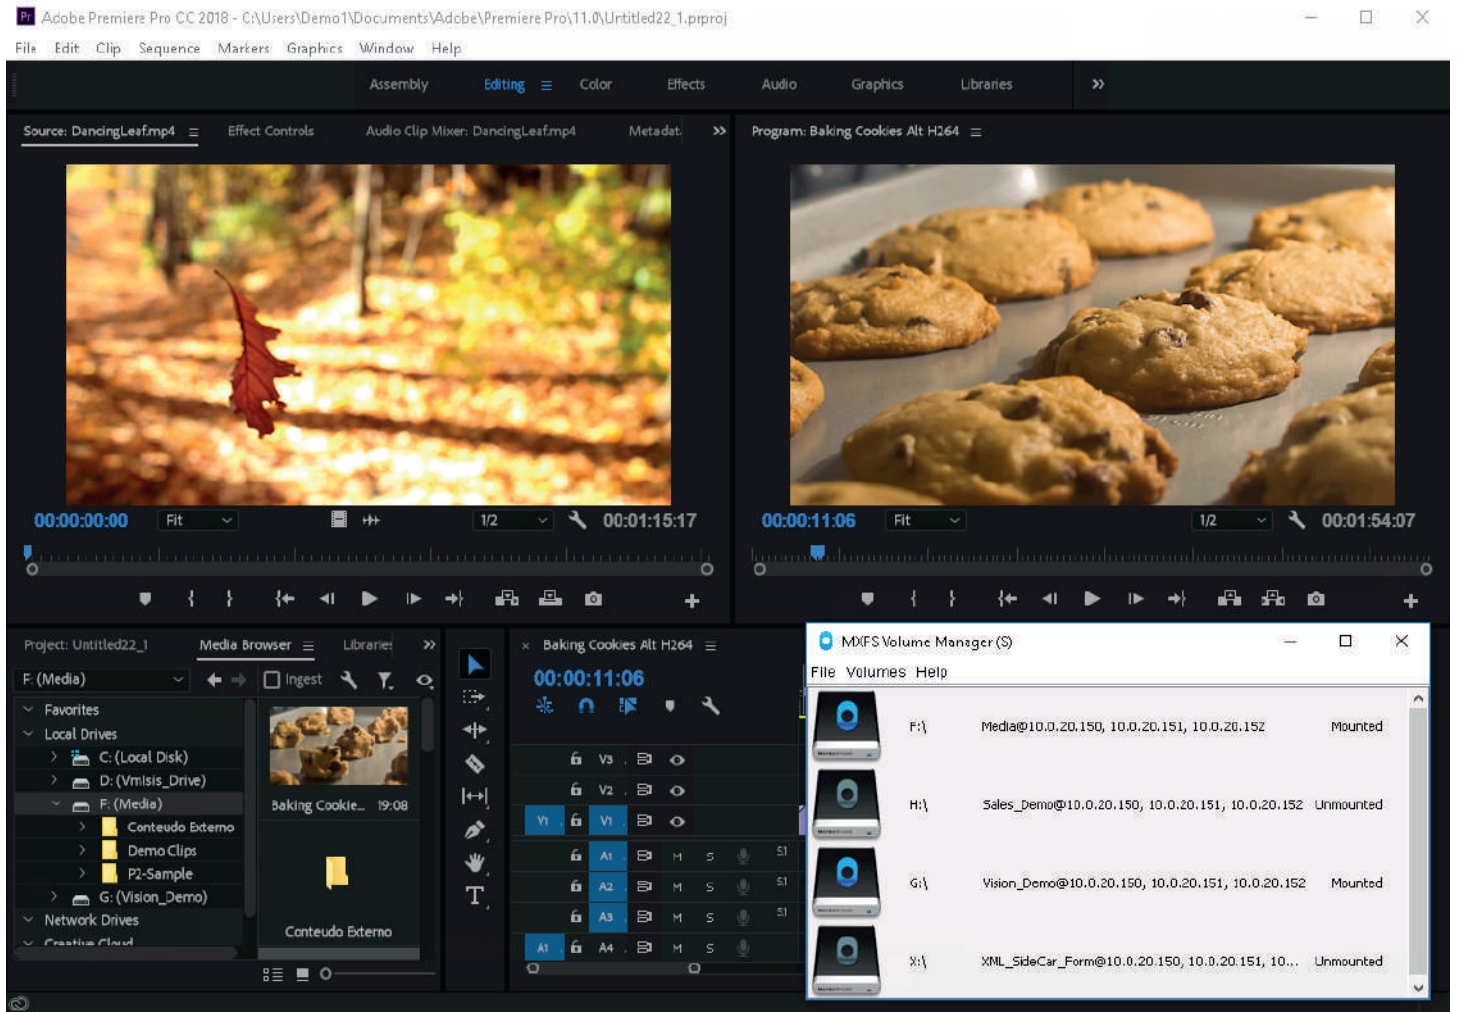 Pr Adobe Premiere Pro CC 2018 - C:\Users\Demo1\Documents\Adobe\Premiere Pro\11.0\Untitled22_1.prproj
File Edit Clip Sequence Markers Graphics Window Help
Assembly Editing Color Effects Audio Graphics Libraries
Source: DancingLeaf.mp4 Effect Controls Audio Clip Mixer: DancingLeaf.mp4 Metadat
Program: Baking Cookies Alt H264
00:00:00:00 Fit 1/2 00:01:15:17
00:00:11:06 Fit 1/2 00:01:54:07
Project: Untitled22_1 Media Browser Libraries
F: (Media) Ingest
Favorites
Local Drives
C: (Local Disk)
D: (VmIsis_Drive)
F: (Media)
Conteudo Externo
Demo Clips
P2-Sample
G: (Vision_Demo)
Network Drives
Creative Cloud
Baking Cookie... 19:08
Conteudo Externo
Baking Cookies Alt H264
00:00:11:06
V3
V2
V1 V1
A1 M S 5.1
A2 M S 5.1
A3 M S 5.1
A1 A4 M S
MXFS Volume Manager (S)
File Volumes Help
F:\ Media@10.0.20.150, 10.0.20.151, 10.0.20.152 Mounted
H:\ Sales_Demo@10.0.20.150, 10.0.20.151, 10.0.20.152 Unmounted
G:\ Vision_Demo@10.0.20.150, 10.0.20.151, 10.0.20.152 Mounted
X:\ XML_SideCar_Form@10.0.20.150, 10.0.20.151, 10... Unmounted